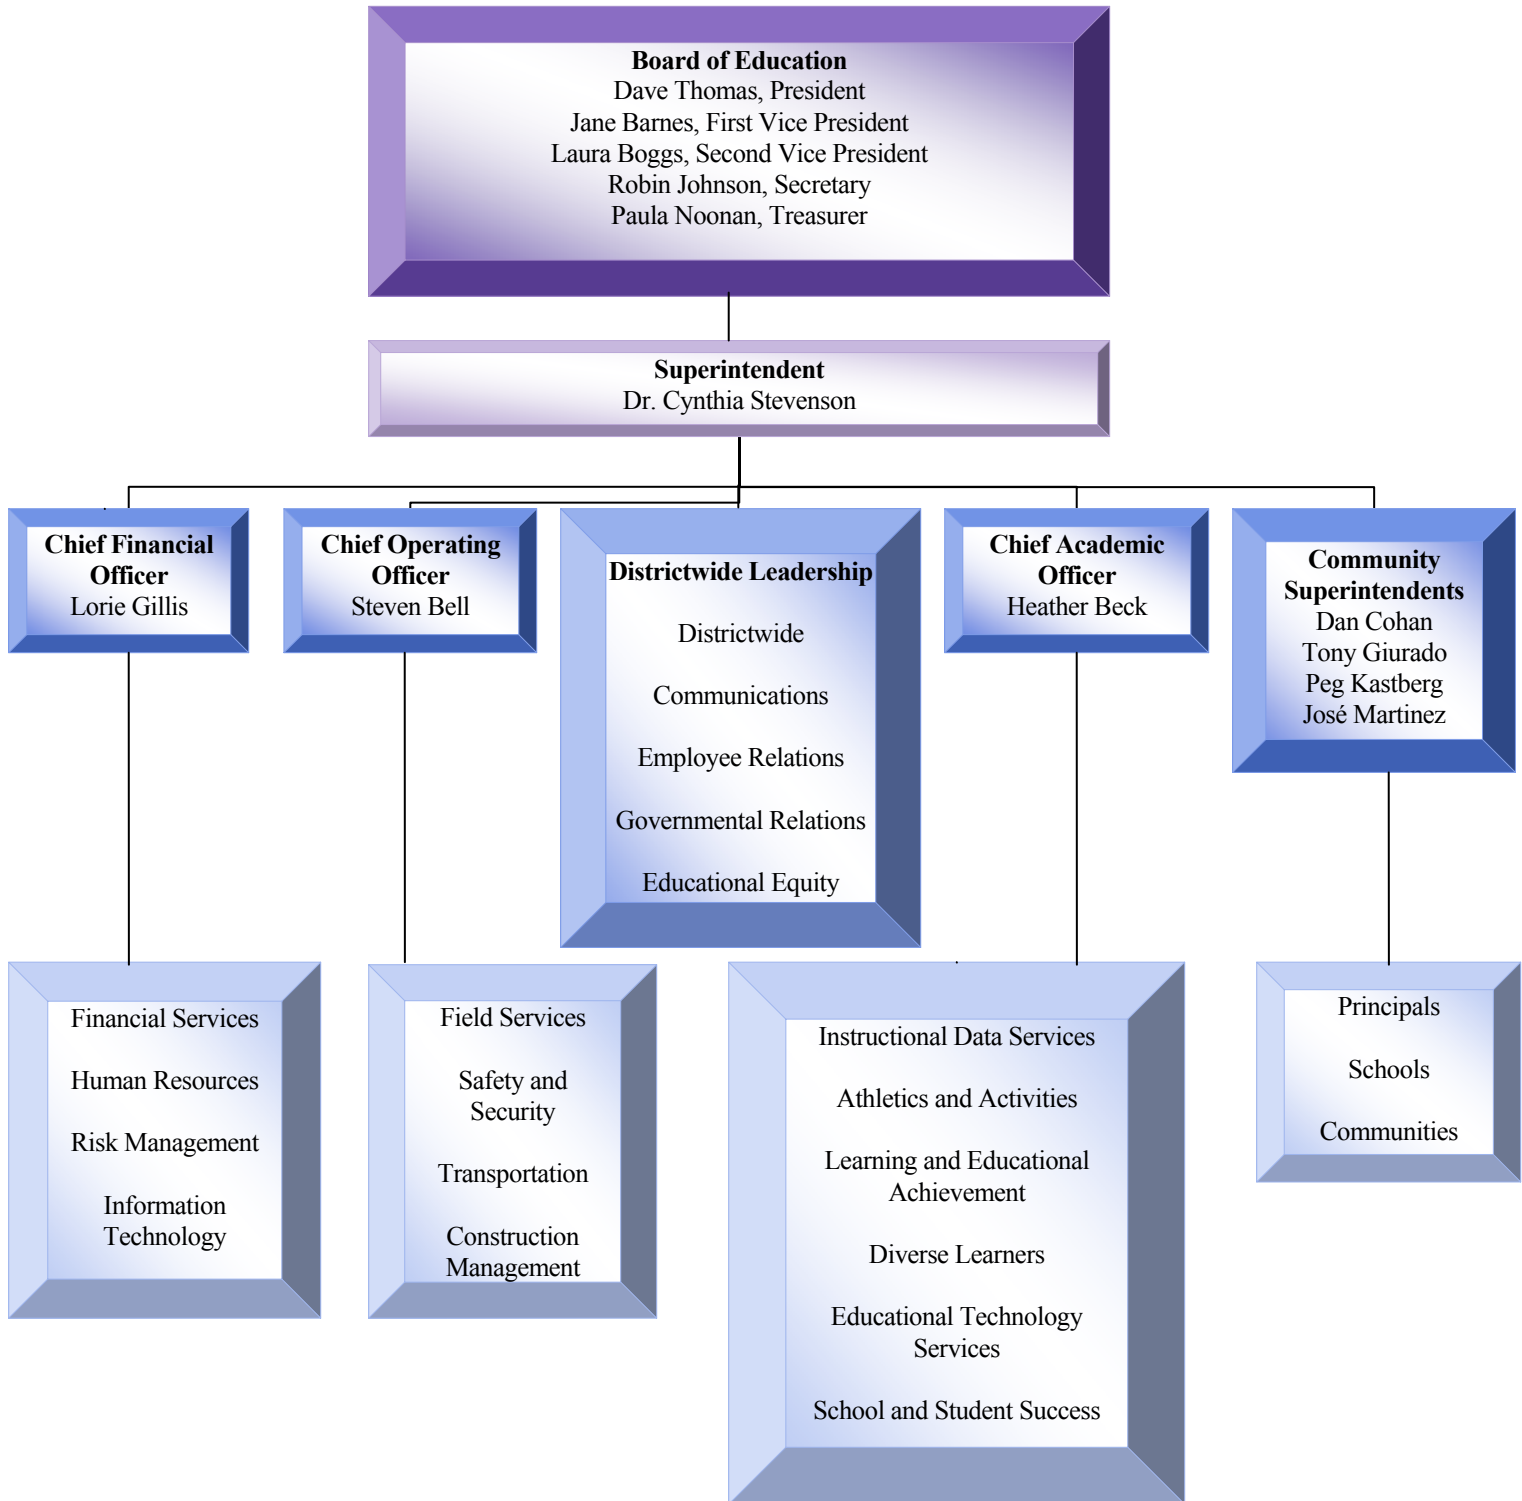 Board of Education
Dave Thomas, President
Jane Barnes, First Vice President
Laura Boggs, Second Vice President
Robin Johnson, Secretary
Paula Noonan, Treasurer
Superintendent
Dr. Cynthia Stevenson
Chief Financial
Officer
Lorie Gillis
Chief Operating
Officer
Steven Bell
Districtwide Leadership
Districtwide
Communications
Employee Relations
Governmental Relations
Educational Equity
Chief Academic
Officer
Heather Beck
Community
Superintendents
Dan Cohan
Tony Giurado
Peg Kastberg
José Martinez
Financial Services
Human Resources
Risk Management
Information
Technology
Field Services
Safety and
Security
Transportation
Construction
Management
Instructional Data Services
Athletics and Activities
Learning and Educational
Achievement
Diverse Learners
Educational Technology
Services
School and Student Success
Principals
Schools
Communities